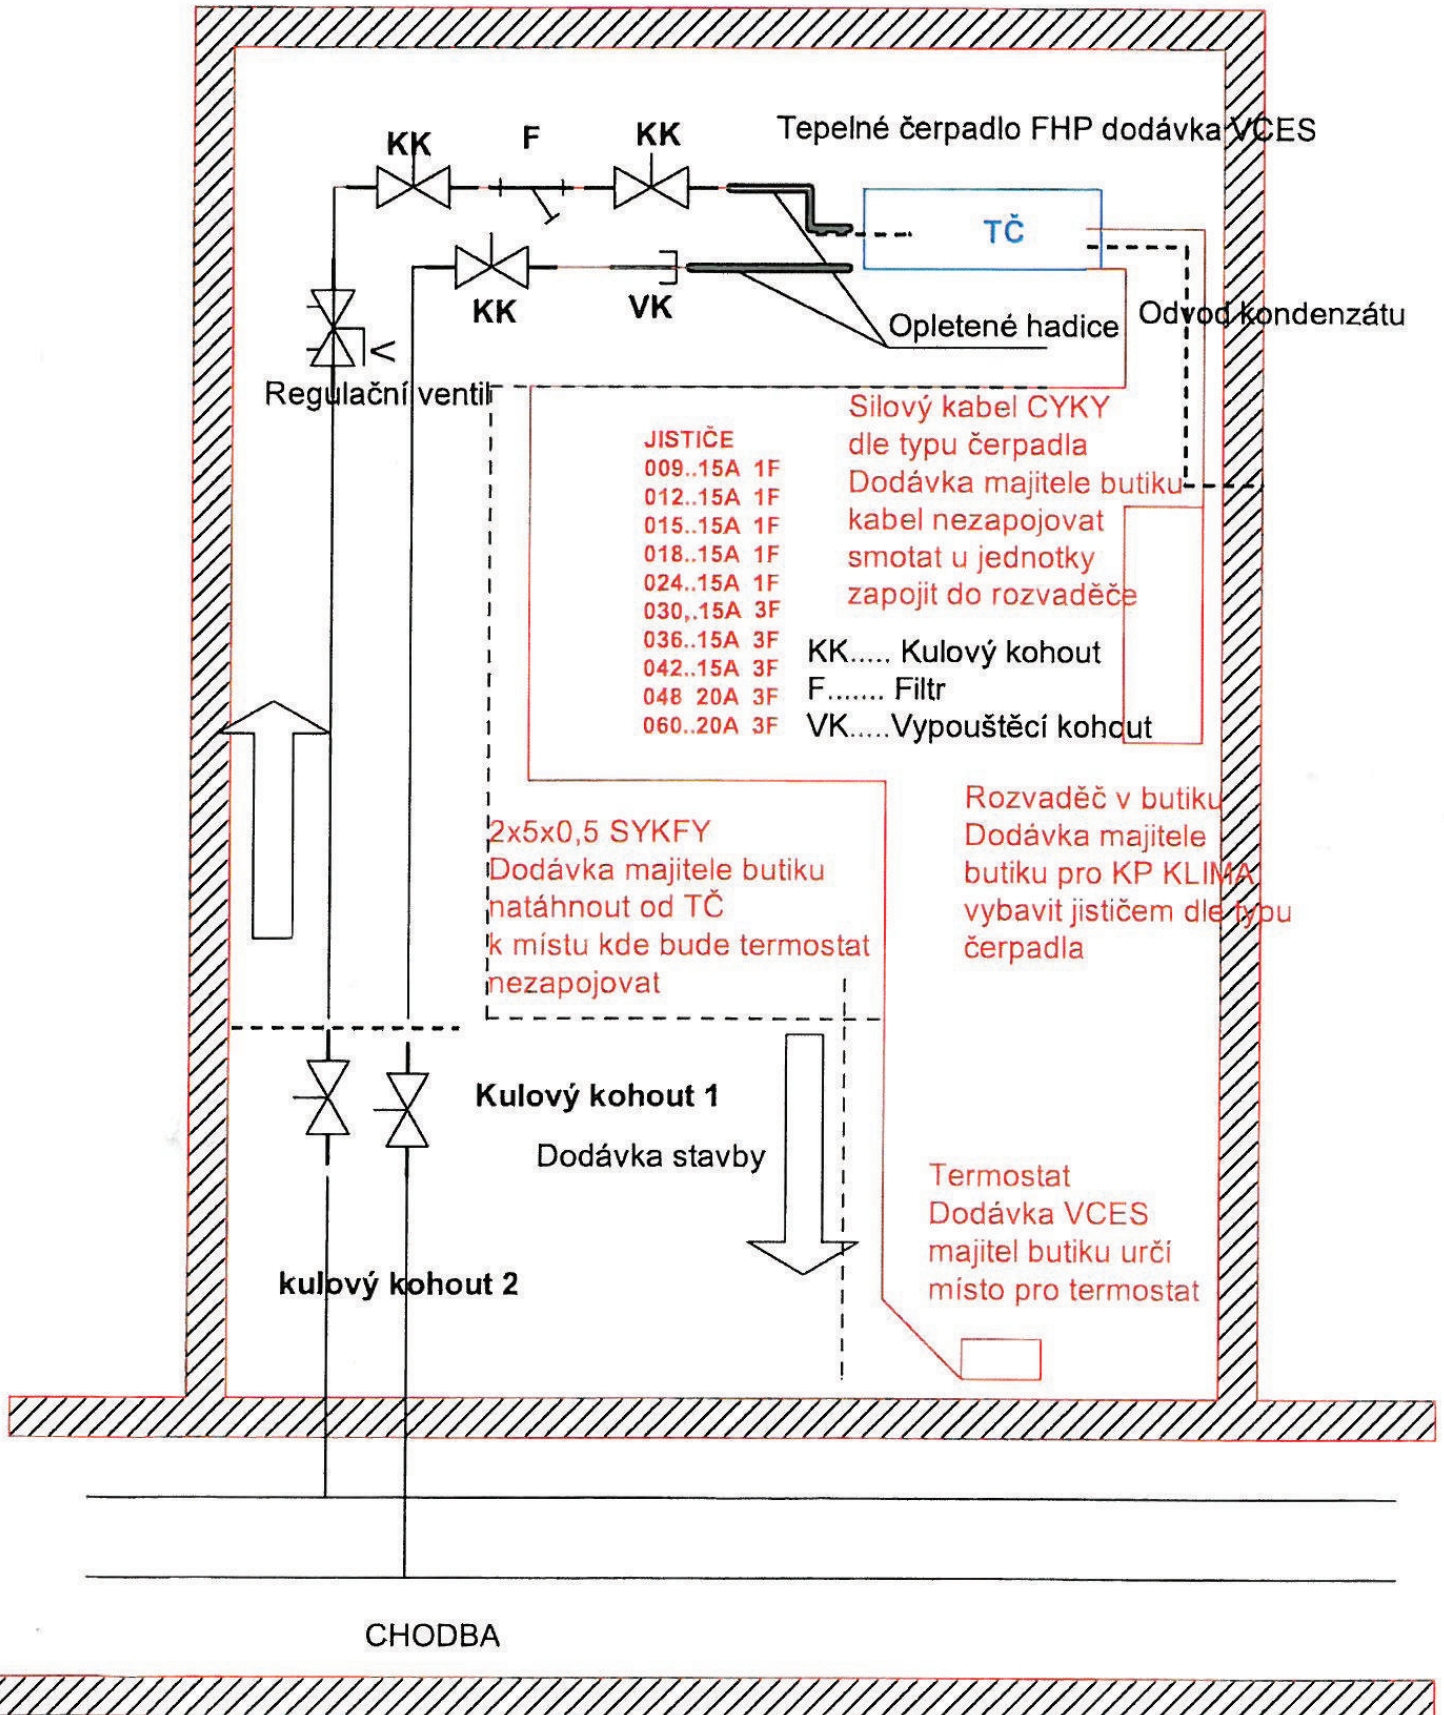 Tepelné čerpadlo FHP dodávka VCES
KK
F
KK
TČ
KK
VK
Opletené hadice
Odvod kondenzátu
Regulační ventil
JISTIČE
009..15A 1F
012..15A 1F
015..15A 1F
018..15A 1F
024..15A 1F
030,.15A 3F
036..15A 3F
042..15A 3F
048 20A 3F
060..20A 3F
Silový kabel CYKY
dle typu čerpadla
Dodávka majitele butiku
kabel nezapojovat
smotat u jednotky
zapojit do rozvaděče
KK..... Kulový kohout
F....... Filtr
VK.....Vypouštěcí kohout
2x5x0,5 SYKFY
Dodávka majitele butiku
natáhnout od TČ
k místu kde bude termostat
nezapojovat
Rozvaděč v butiku
Dodávka majitele
butiku pro KP KLIMA
vybavit jističem dle typu
čerpadla
Kulový kohout 1
Dodávka stavby
kulový kohout 2
Termostat
Dodávka VCES
majitel butiku určí
místo pro termostat
CHODBA